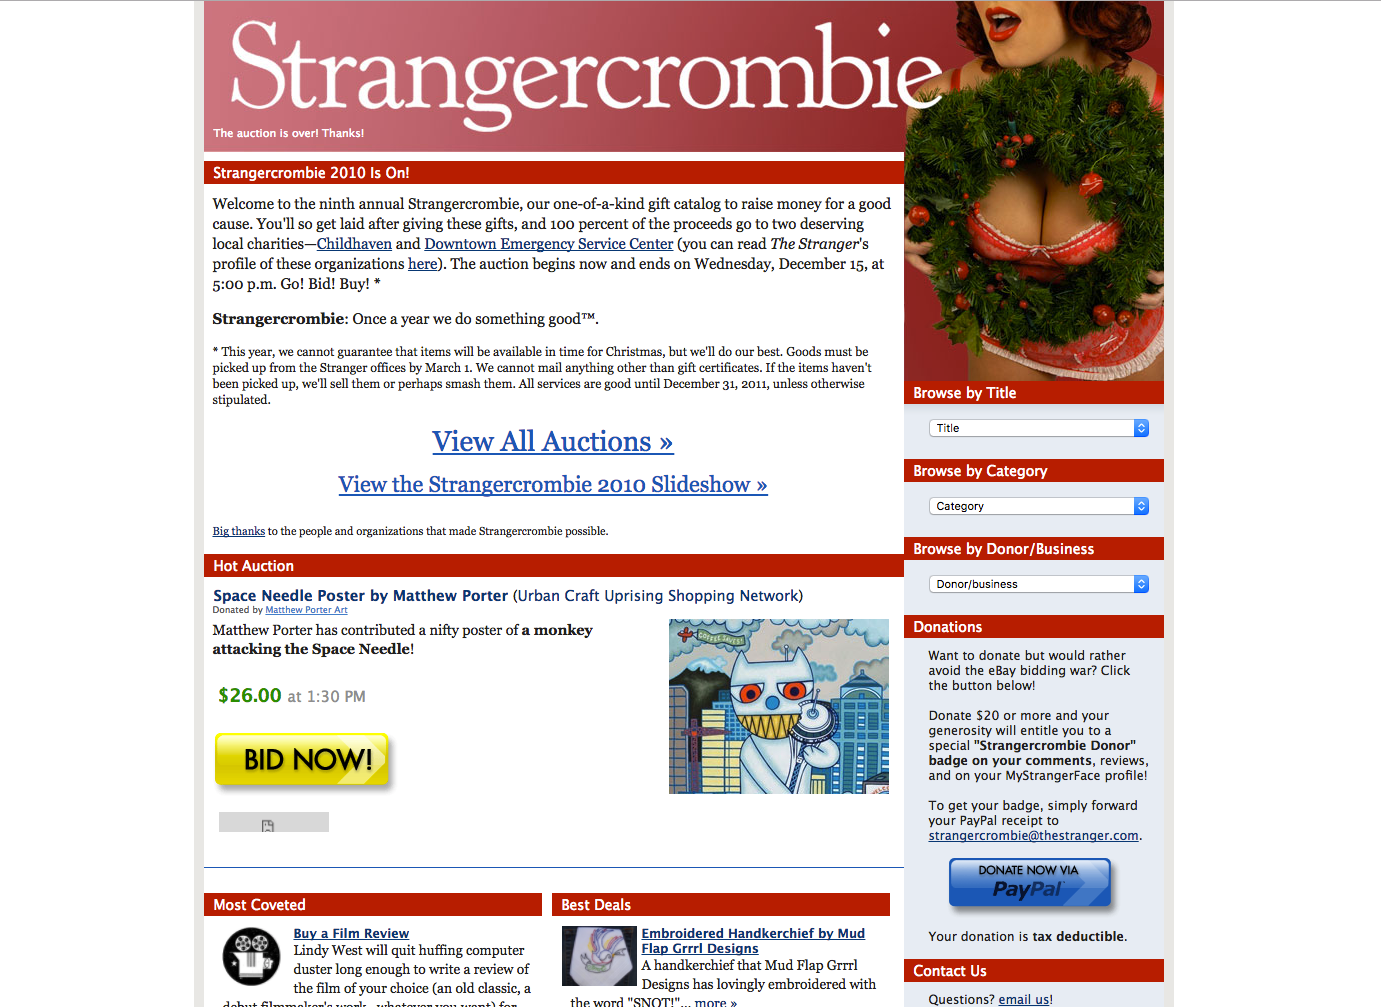 Strangercrombie
The auction is over! Thanks!
Strangercrombie 2010 Is On!
Welcome to the ninth annual Strangercrombie, our one-of-a-kind gift catalog to raise money for a good
cause. You'll so get laid after giving these gifts, and 100 percent of the proceeds go to two deserving
local charities—Childhaven and Downtown Emergency Service Center (you can read The Stranger's
profile of these organizations here). The auction begins now and ends on Wednesday, December 15, at
5:00 p.m. Go! Bid! Buy! *
Strangercrombie: Once a year we do something good™.
* This year, we cannot guarantee that items will be available in time for Christmas, but we'll do our best. Goods must be
picked up from the Stranger offices by March 1. We cannot mail anything other than gift certificates. If the items haven't
been picked up, we'll sell them or perhaps smash them. All services are good until December 31, 2011, unless otherwise
stipulated.
View All Auctions »
View the Strangercrombie 2010 Slideshow »
Big thanks to the people and organizations that made Strangercrombie possible.
Hot Auction
Space Needle Poster by Matthew Porter (Urban Craft Uprising Shopping Network)
Donated by Matthew Porter Art
Matthew Porter has contributed a nifty poster of a monkey
attacking the Space Needle!
COFFEE SAVES!
$26.00 at 1:30 PM
BID NOW!
Most Coveted
Buy a Film Review
Lindy West will quit huffing computer
duster long enough to write a review of
the film of your choice (an old classic, a
debut filmmaker's work, whatever you want) for
Best Deals
Embroidered Handkerchief by Mud
Flap Grrrl Designs
A handkerchief that Mud Flap Grrrl
Designs has lovingly embroidered with
the word "SNOT!"... more »
Browse by Title
Title
Browse by Category
Category
Browse by Donor/Business
Donor/business
Donations
Want to donate but would rather
avoid the eBay bidding war? Click
the button below!
Donate $20 or more and your
generosity will entitle you to a
special "Strangercrombie Donor"
badge on your comments, reviews,
and on your MyStrangerFace profile!
To get your badge, simply forward
your PayPal receipt to
strangercrombie@thestranger.com.
DONATE NOW VIA
PayPal
Your donation is tax deductible.
Contact Us
Questions? email us!